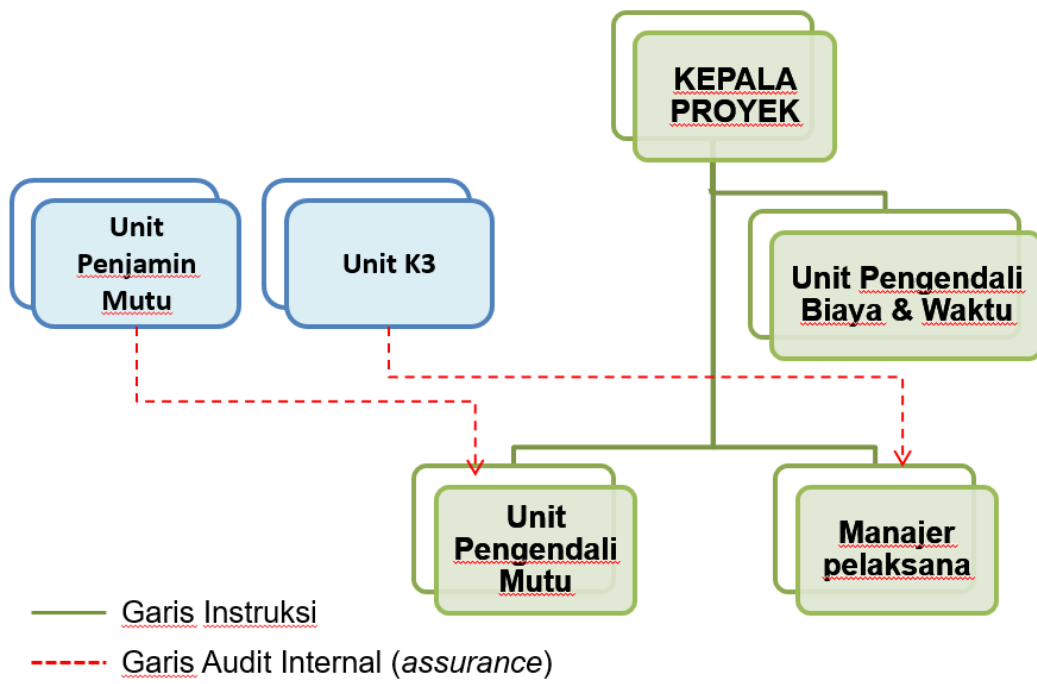 KEPALA
PROYEK
Unit
Penjamin
Mutu
Unit K3
Unit Pengendali
Biaya & Waktu
Unit
Pengendali
Mutu
Manajer
pelaksana
Garis Instruksi
Garis Audit Internal (assurance)